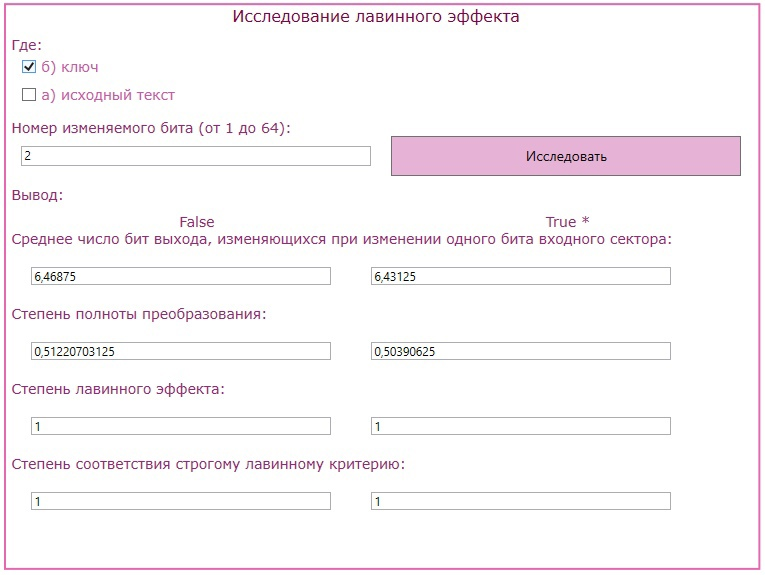 Исследование лавинного эффекта
Где:
б) ключ
а) исходный текст
Номер изменяемого бита (от 1 до 64):
2
Исследовать
Вывод:
False True *
Среднее число бит выхода, изменяющихся при изменении одного бита входного сектора:
6,46875 6,43125
Степень полноты преобразования:
0,51220703125 0,50390625
Степень лавинного эффекта:
1 1
Степень соответствия строгому лавинному критерию:
1 1